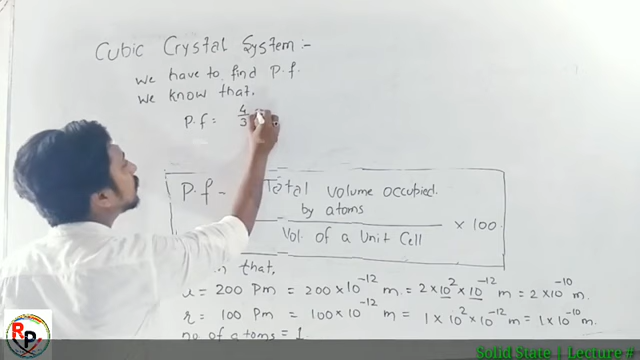 Cubic Crystal System:-
we have to find P.f.
we know that.
P.f = 4/3
P.f - Total Volume occupied.
by atoms
Vol. of a Unit Cell
× 100
that,
= 200 Pm = 200×10⁻¹² m. = 2×10²×10⁻¹² m = 2×10⁻¹⁰ m.
r = 100 Pm = 100×10⁻¹² m = 1×10²×10⁻¹² m = 1×10⁻¹⁰ m.
no of atoms = 1
RP
Solid State | Lecture #